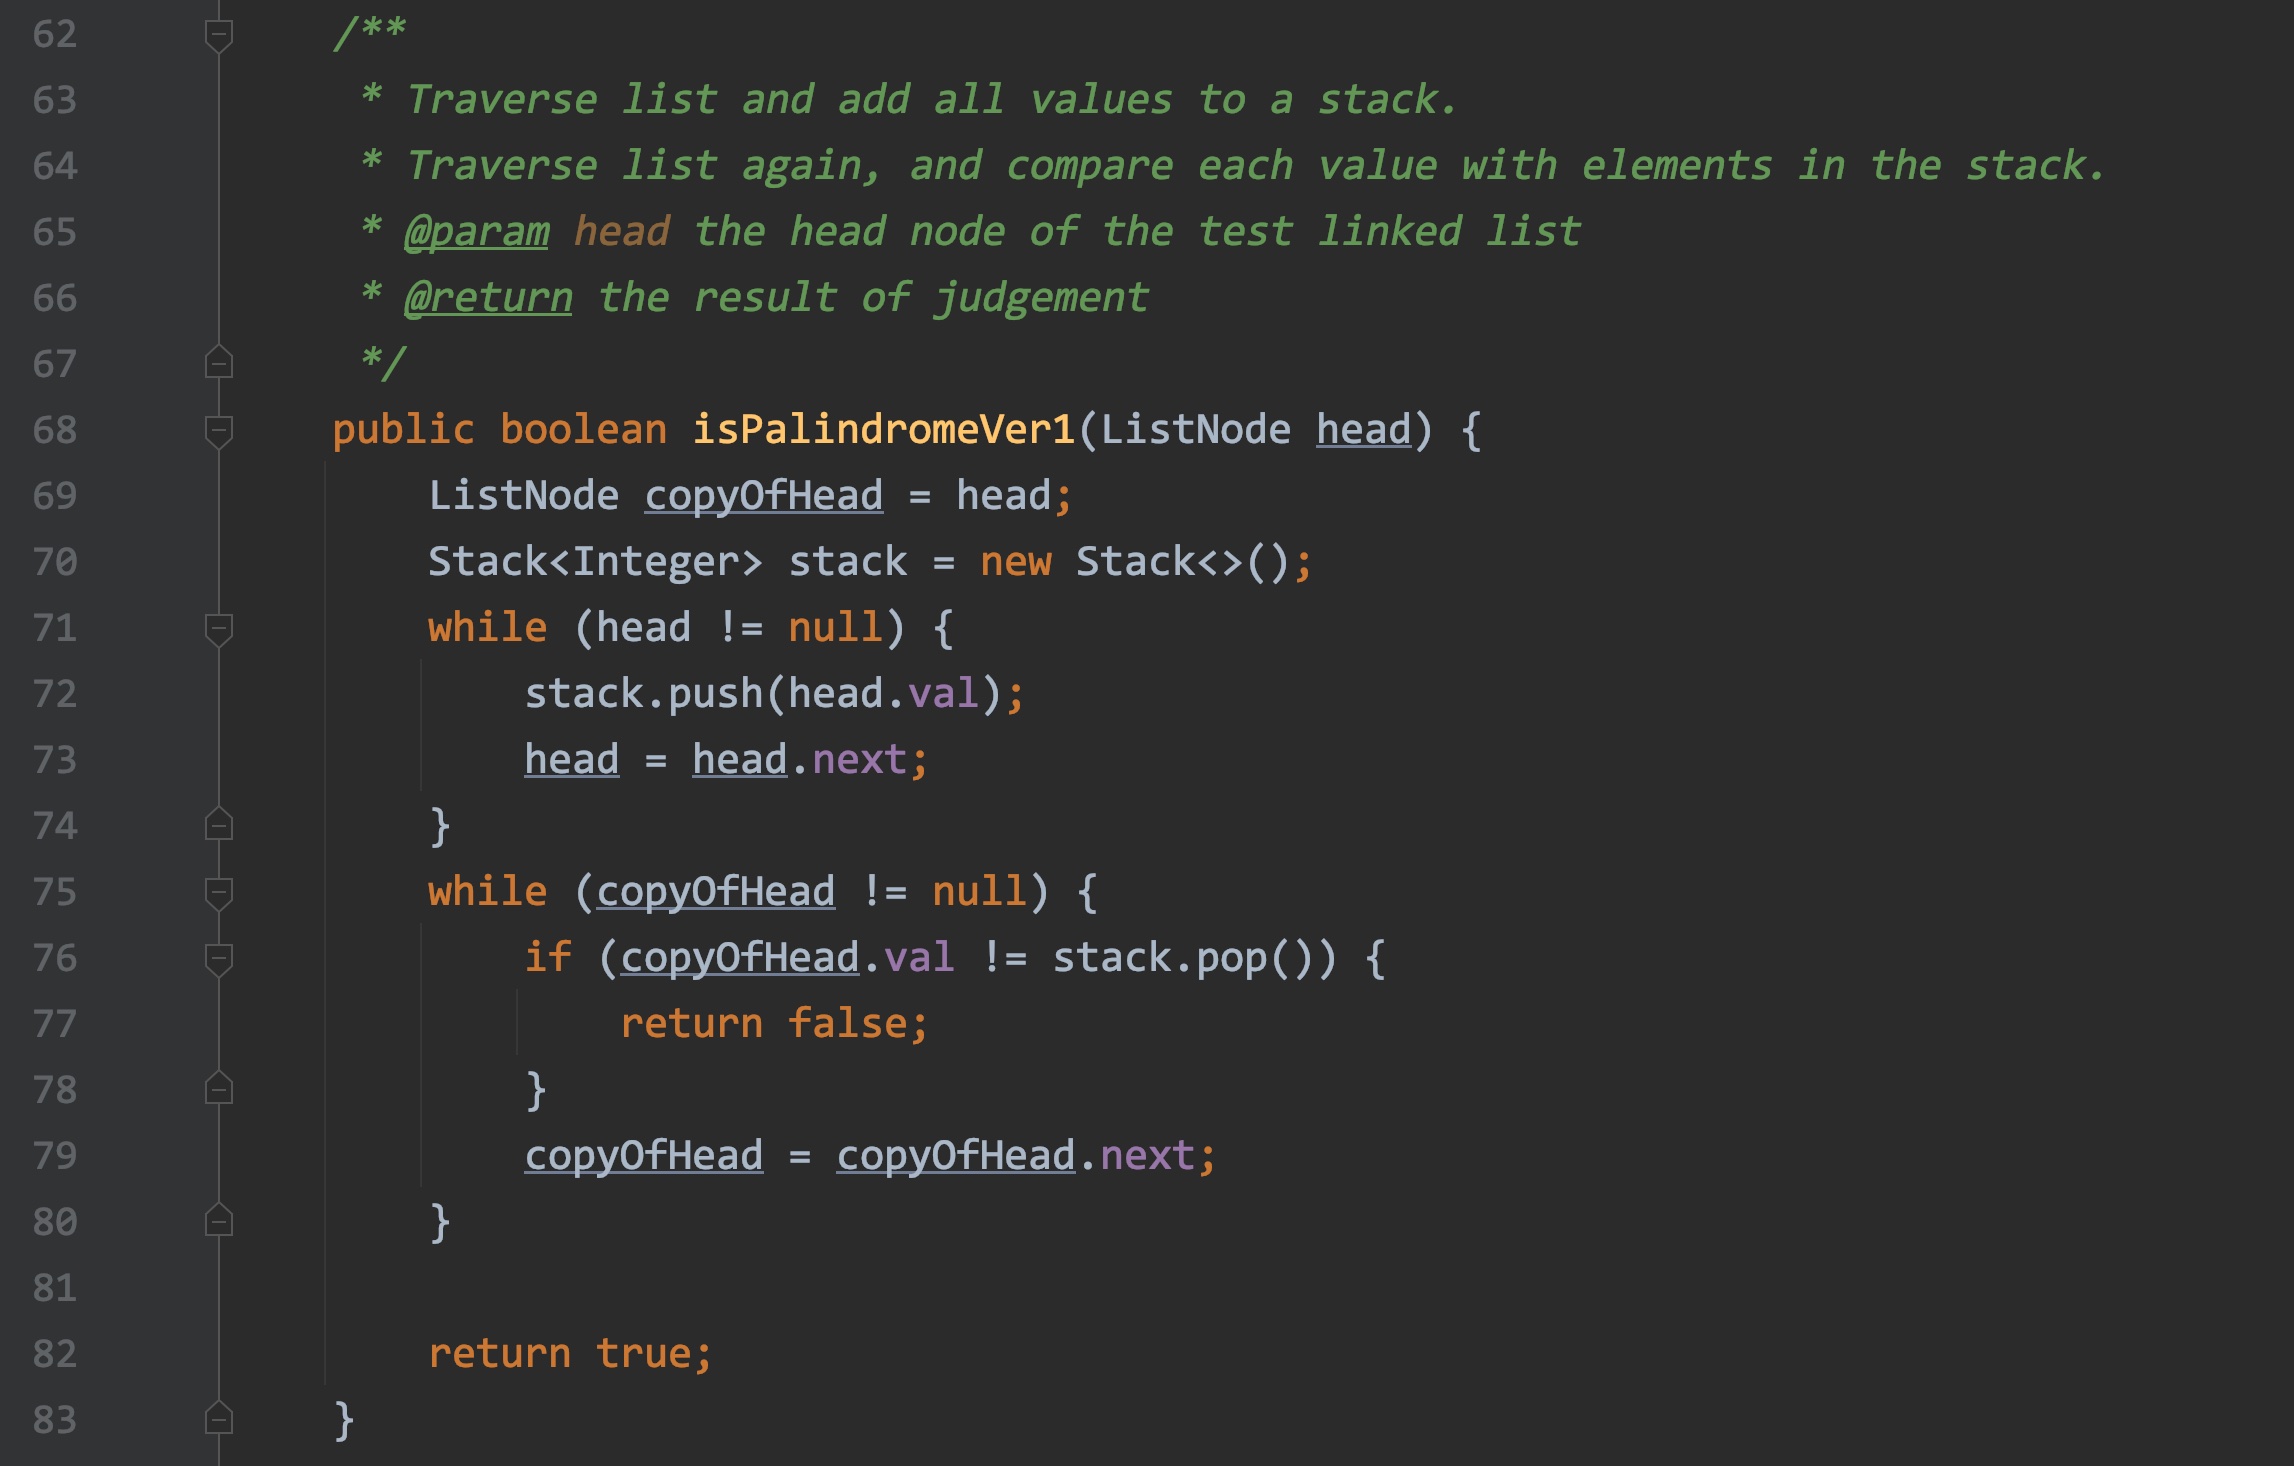 62 /**
63 * Traverse list and add all values to a stack.
64 * Traverse list again, and compare each value with elements in the stack.
65 * @param head the head node of the test linked list
66 * @return the result of judgement
67 */
68 public boolean isPalindromeVer1(ListNode head) {
69 ListNode copyOfHead = head;
70 Stack<Integer> stack = new Stack<>();
71 while (head != null) {
72 stack.push(head.val);
73 head = head.next;
74 }
75 while (copyOfHead != null) {
76 if (copyOfHead.val != stack.pop()) {
77 return false;
78 }
79 copyOfHead = copyOfHead.next;
80 }
81
82 return true;
83 }